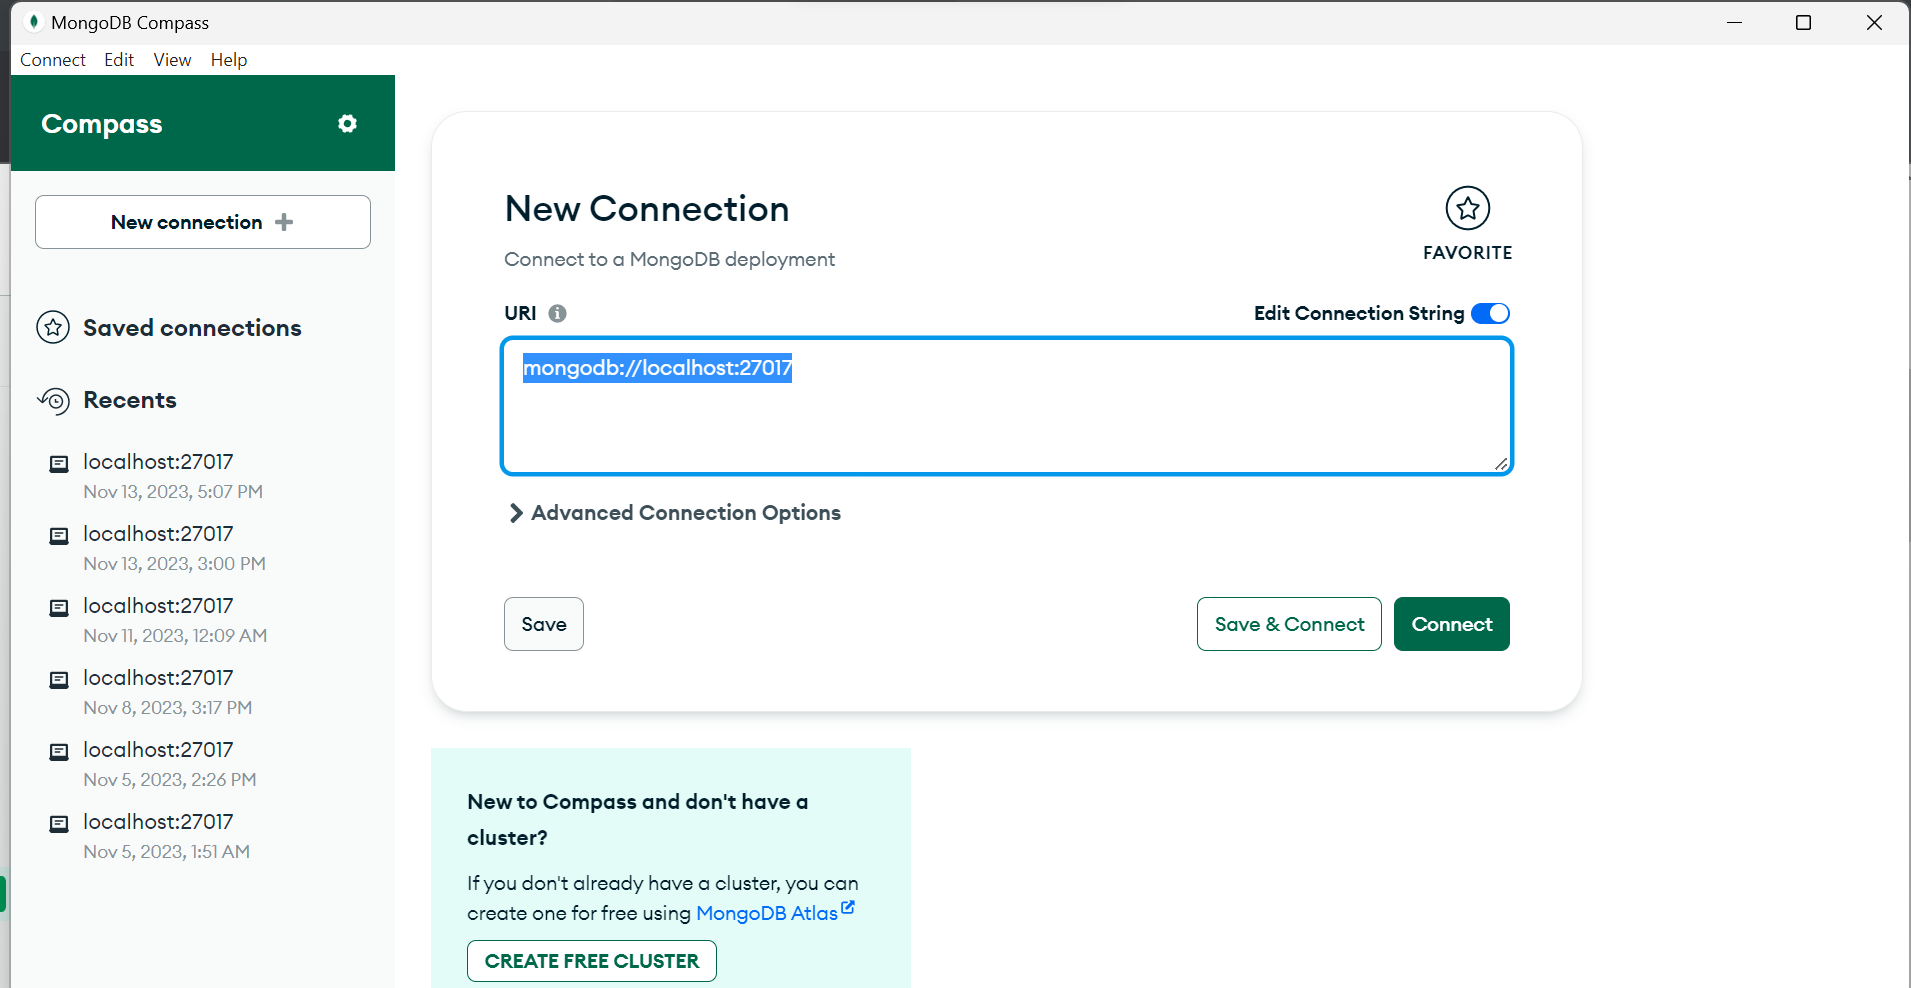 MongoDB Compass
Connect Edit View Help
Compass
New connection
Saved connections
Recents
localhost:27017
Nov 13, 2023, 5:07 PM
localhost:27017
Nov 13, 2023, 3:00 PM
localhost:27017
Nov 11, 2023, 12:09 AM
localhost:27017
Nov 8, 2023, 3:17 PM
localhost:27017
Nov 5, 2023, 2:26 PM
localhost:27017
Nov 5, 2023, 1:51 AM
New Connection
FAVORITE
Connect to a MongoDB deployment
URI Edit Connection String
mongodb://localhost:27017
Advanced Connection Options
Save Save & Connect Connect
New to Compass and don't have a
cluster?
If you don't already have a cluster, you can
create one for free using MongoDB Atlas
CREATE FREE CLUSTER